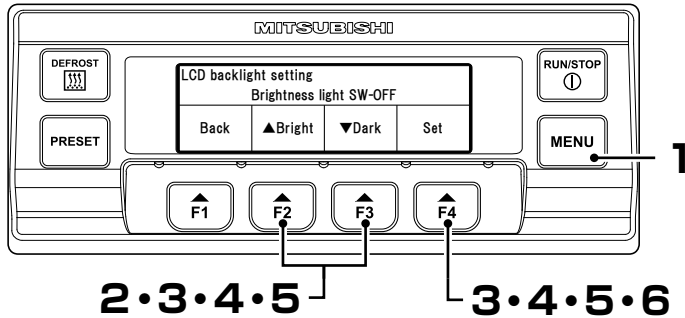 MITSUBISHI
DEFROST
PRESET
LCD backlight setting
Brightness light SW-OFF
Back ▲Bright ▼Dark Set
RUN/STOP
MENU
1
F1 F2 F3 F4
2・3・4・5
3・4・5・6